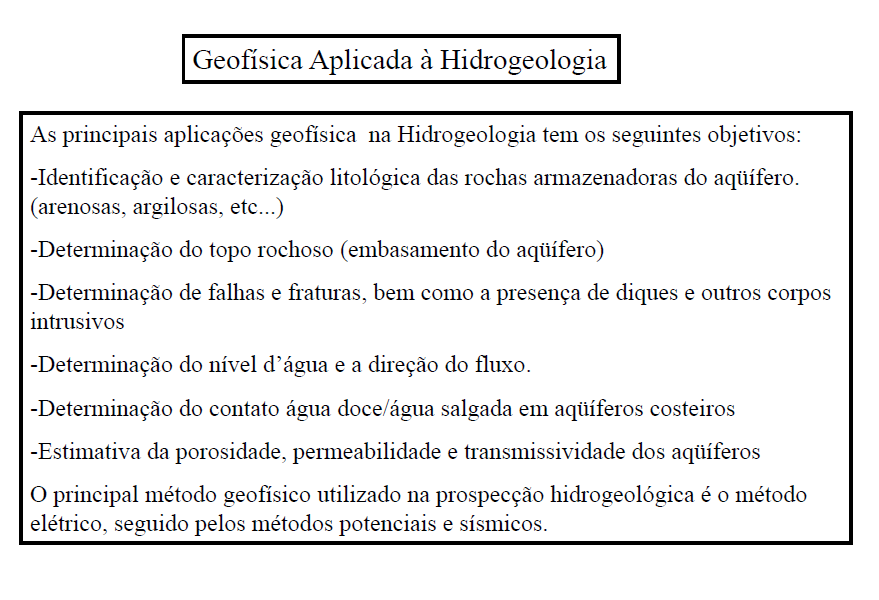 Geofísica Aplicada à Hidrogeologia
As principais aplicações geofísica  na Hidrogeologia tem os seguintes objetivos:
-Identificação e caracterização litológica das rochas armazenadoras do aqüífero.
(arenosas, argilosas, etc...)
-Determinação do topo rochoso (embasamento do aqüífero)
-Determinação de falhas e fraturas, bem como a presença de diques e outros corpos
intrusivos
-Determinação do nível d’água e a direção do fluxo.
-Determinação do contato água doce/água salgada em aqüíferos costeiros
-Estimativa da porosidade, permeabilidade e transmissividade dos aqüíferos
O principal método geofísico utilizado na prospecção hidrogeológica é o método
elétrico, seguido pelos métodos potenciais e sísmicos.